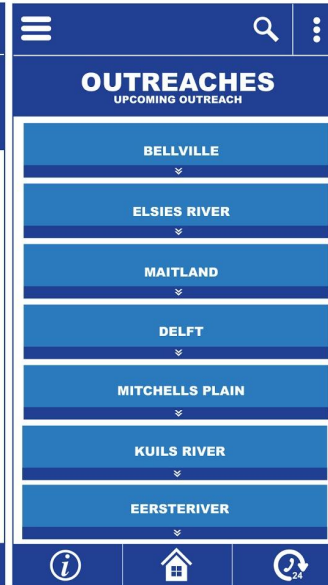 OUTREACHES
UPCOMING OUTREACH
BELLVILLE
ELSIES RIVER
MAITLAND
DELFT
MITCHELLS PLAIN
KUILS RIVER
EERSTERIVER
i
24